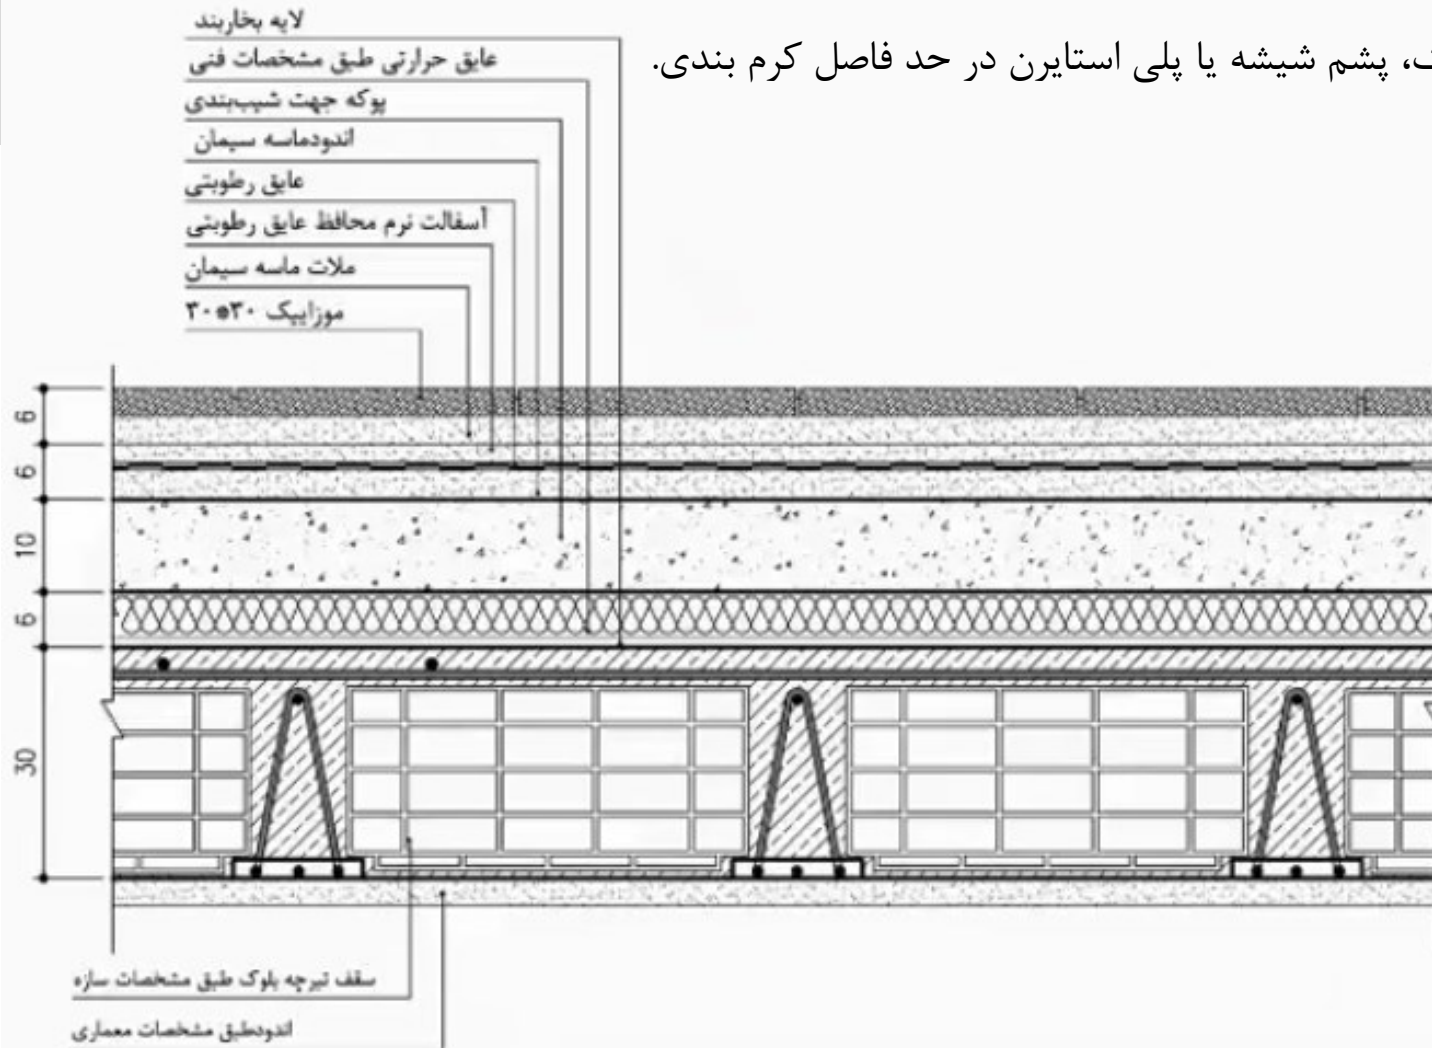 لایه بخاربند
عایق حرارتی طبق مشخصات فنی
پوکه جهت شیب‌بندی
اندودماسه سیمان
عایق رطوبتی
آسفالت نرم محافظ عایق رطوبتی
ملات ماسه سیمان
موزاییک ۳۰*۳۰
پشم شیشه یا پلی استایرن در حد فاصل کرم بندی.
6
6
10
6
30
سقف تیرچه بلوک طبق مشخصات سازه
اندودطبق مشخصات معماری